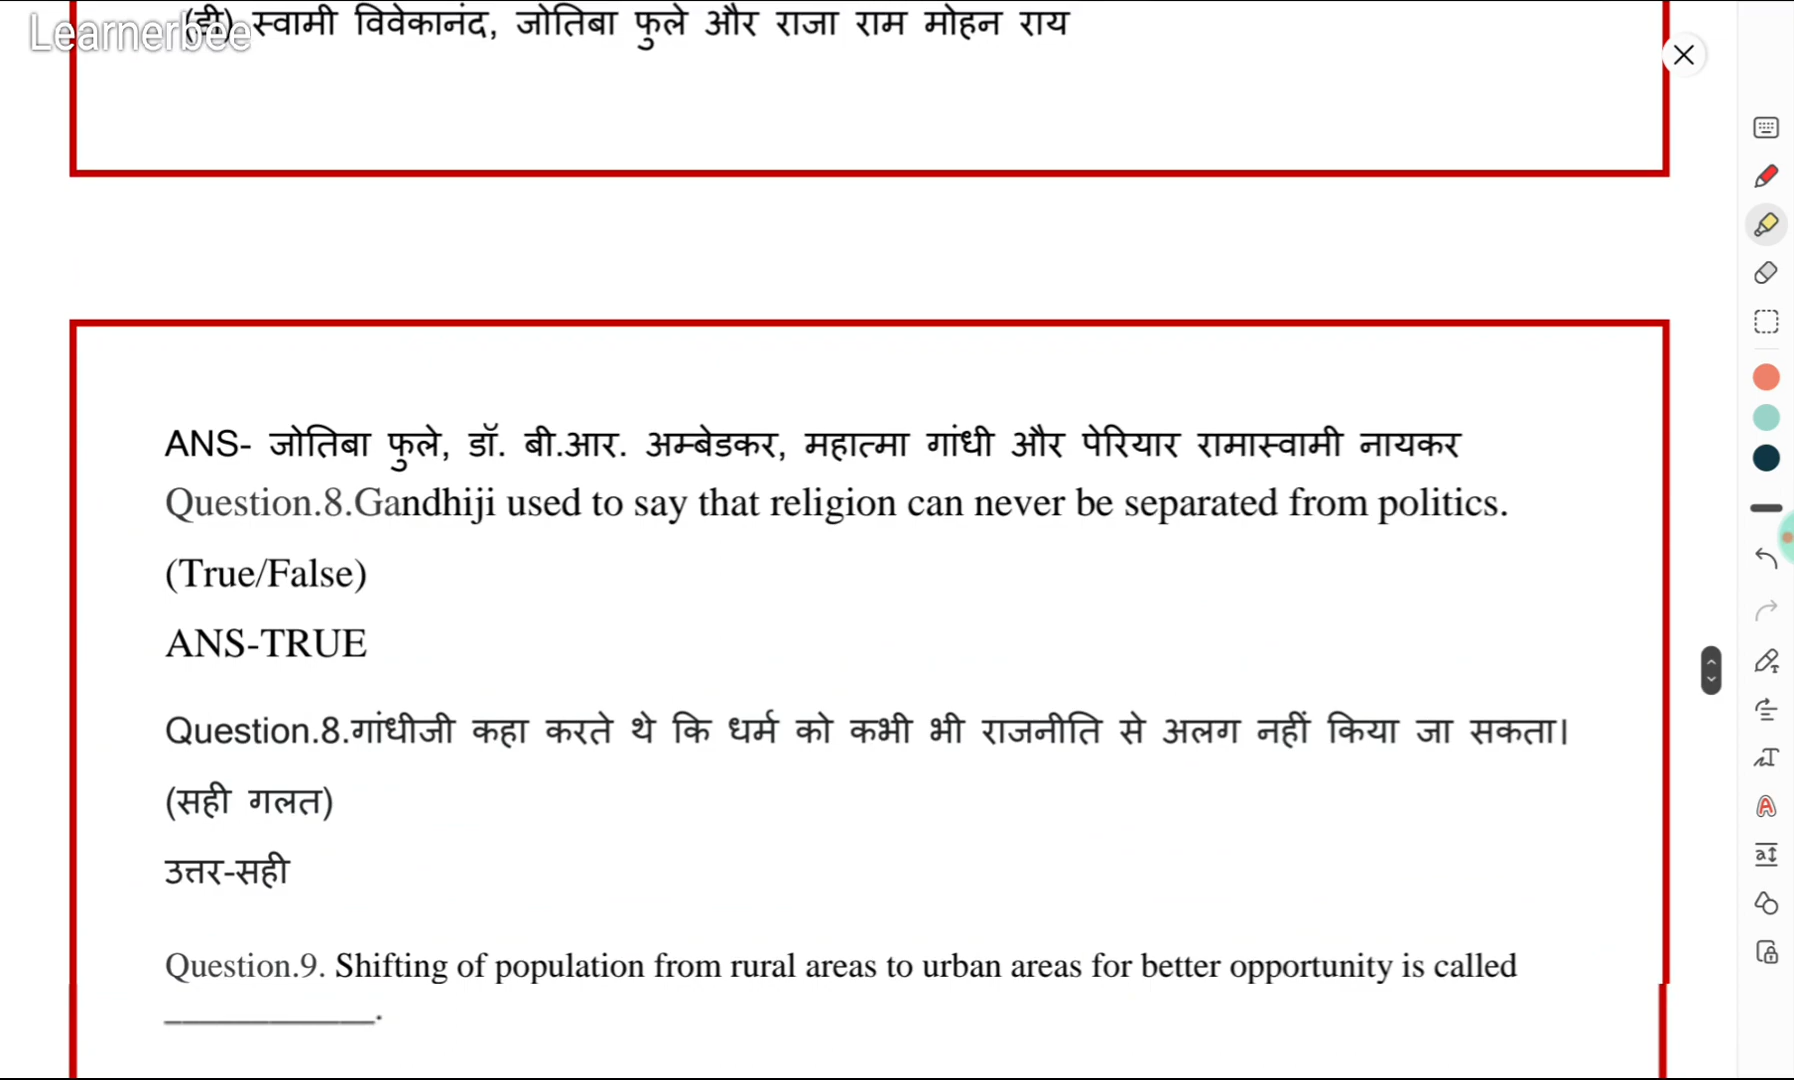 Learnerbee
(डी) स्वामी विवेकानंद, जोतिबा फुले और राजा राम मोहन राय
ANS- जोतिबा फुले, डॉ. बी.आर. अम्बेडकर, महात्मा गांधी और पेरियार रामास्वामी नायकर
Question.8.Gandhiji used to say that religion can never be separated from politics.
(True/False)
ANS-TRUE
Question.8.गांधीजी कहा करते थे कि धर्म को कभी भी राजनीति से अलग नहीं किया जा सकता।
(सही गलत)
उत्तर-सही
Question.9. Shifting of population from rural areas to urban areas for better opportunity is called
____________.